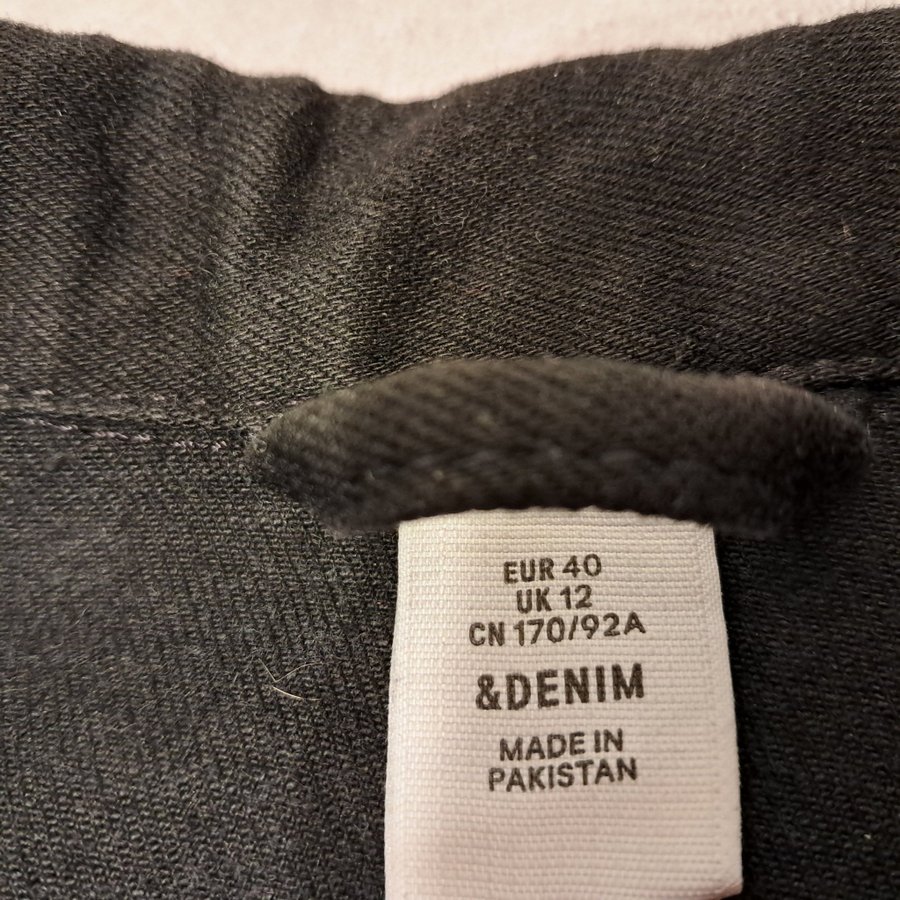 EUR 40
UK 12
CN 170/92A
&DENIM
MADE IN
PAKISTAN